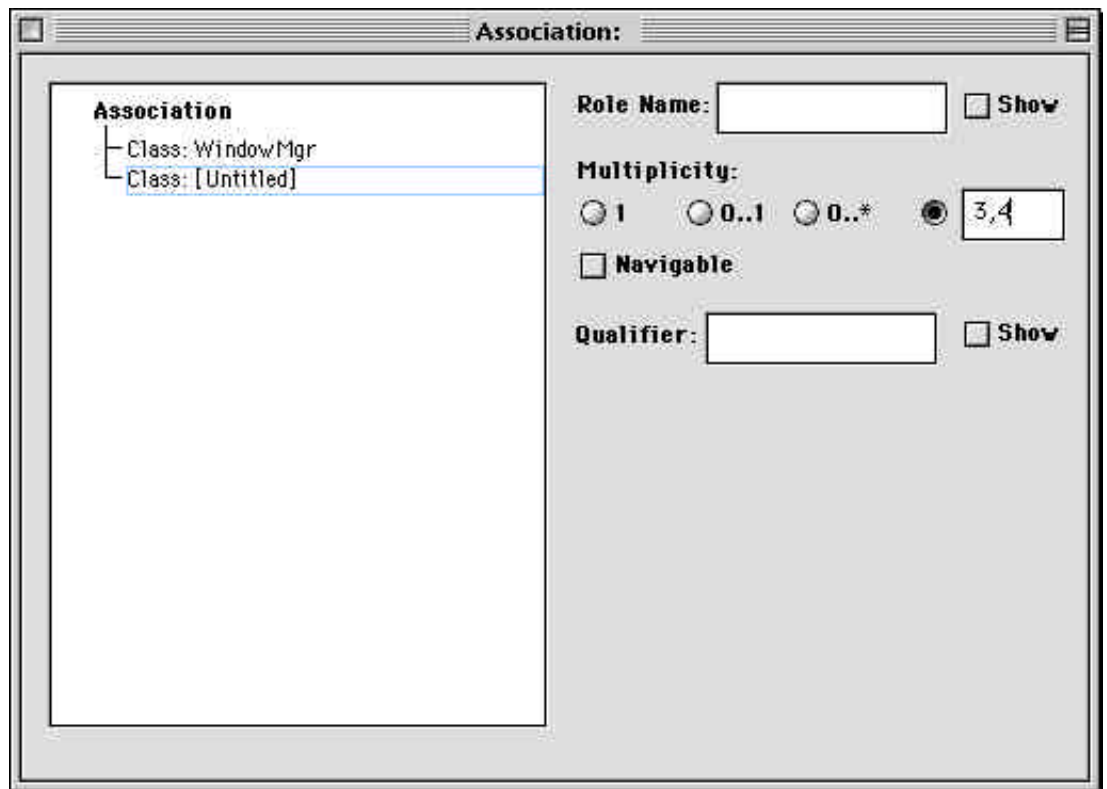 Association:
Association
Class: WindowMgr
Class: [Untitled]
Role Name:
Show
Multiplicity:
1 0..1 0..* 3,4
Navigable
Qualifier:
Show